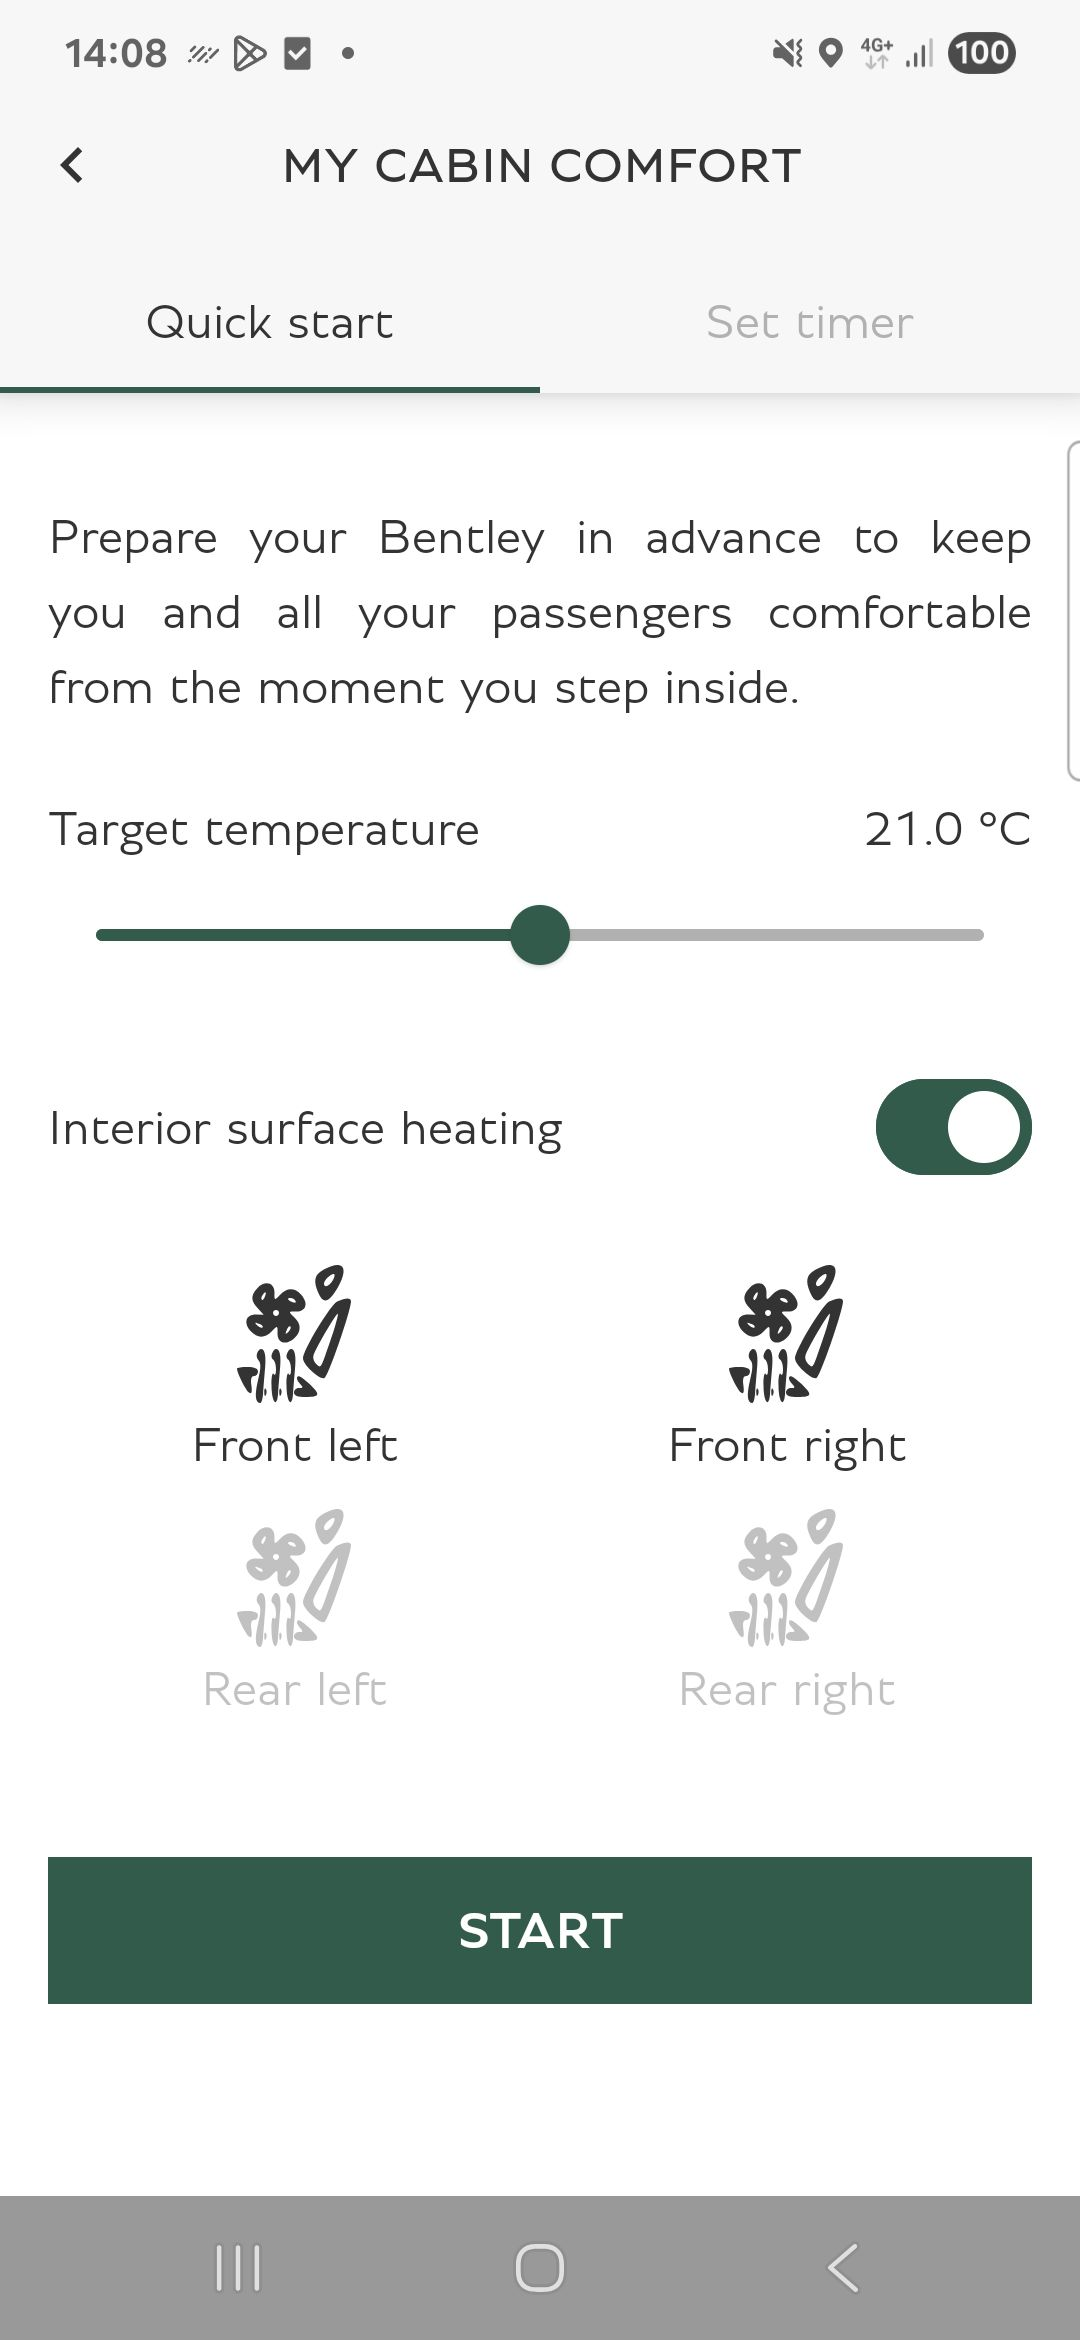 14:08
4G+
100
MY CABIN COMFORT
Quick start
Set timer
Prepare your Bentley in advance to keep
you and all your passengers comfortable
from the moment you step inside.
Target temperature
21.0 °C
Interior surface heating
Front left
Front right
Rear left
Rear right
START